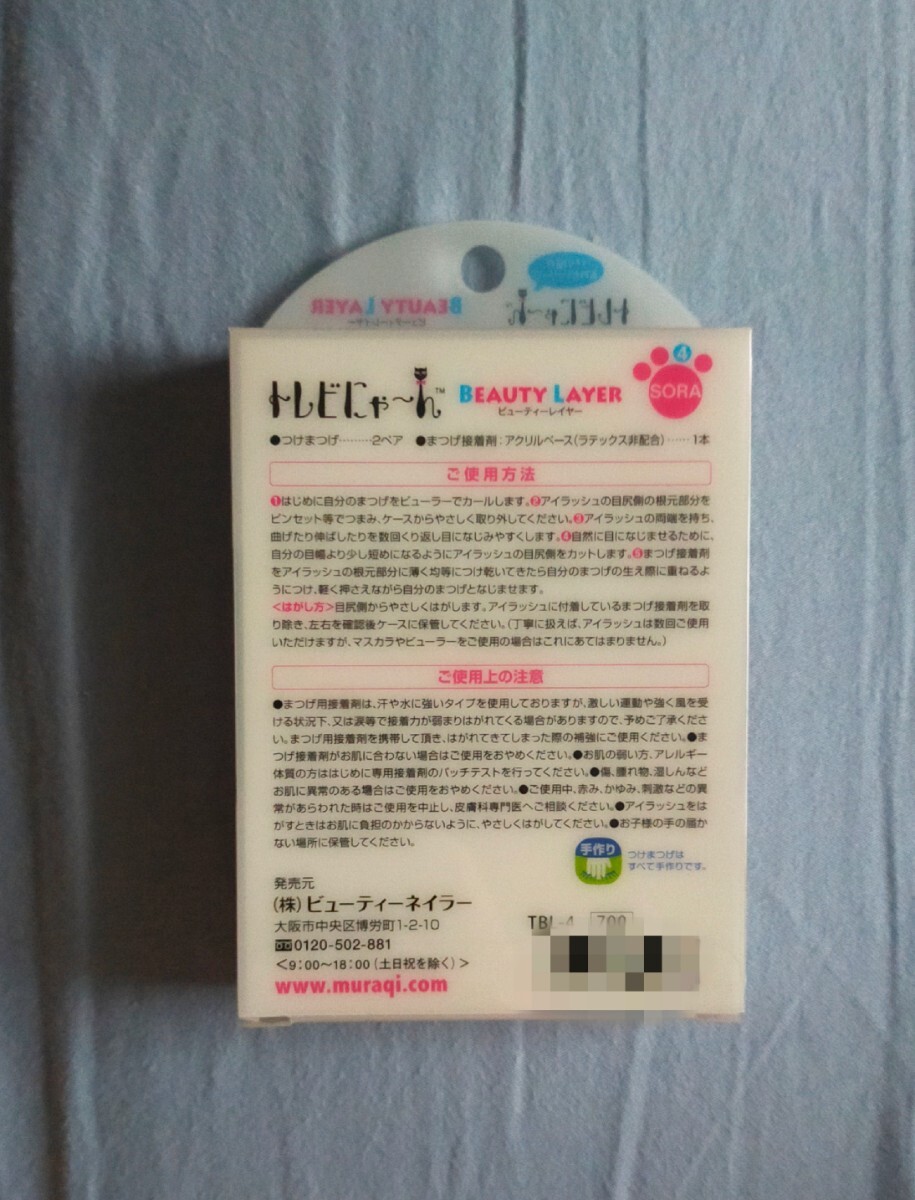 BEAUTY LAYER
ビューティーレイヤー
トレビにゃ〜ん
トレビにゃ〜ん™ BEAUTY LAYER
ビューティーレイヤー
4
SORA
●つけまつげ………2ペア ●まつげ接着剤：アクリルベース（ラテックス非配合）……1本
ご使用方法
❶はじめに自分のまつげをビューラーでカールします。❷アイラッシュの目尻側の根元部分を
ピンセット等でつまみ、ケースからやさしく取り外してください。❸アイラッシュの両端を持ち、
曲げたり伸ばしたりを数回くり返し目になじみやすくします。❹自然に目になじませるために、
自分の目幅より少し短めになるようにアイラッシュの目尻側をカットします。❺まつげ接着剤
をアイラッシュの根元部分に薄く均等につけ乾いてきたら自分のまつげの生え際に重ねるよ
うにつけ、軽く押さえながら自分のまつげとなじませます。
＜はがし方＞目尻側からやさしくはがします。アイラッシュに付着しているまつげ接着剤を取
り除き、左右を確認後ケースに保管してください。（丁寧に扱えば、アイラッシュは数回ご使用
いただけますが、マスカラやビューラーをご使用の場合はこれにあてはまりません。）
ご使用上の注意
●まつげ用接着剤は、汗や水に強いタイプを使用しておりますが、激しい運動や強く風を受
ける状況下、又は涙等で接着力が弱まりはがれてくる場合がありますので、予めご了承くださ
い。まつげ用接着剤を携帯して頂き、はがれてきてしまった際の補強にご使用ください。●ま
つげ接着剤がお肌に合わない場合はご使用をおやめください。●お肌の弱い方、アレルギー
体質の方ははじめに専用接着剤のパッチテストを行ってください。●傷、腫れ物、湿しんなど
お肌に異常のある場合はご使用をおやめください。●ご使用中、赤み、かゆみ、刺激などの異
常があらわれた時はご使用を中止し、皮膚科専門医へご相談ください。●アイラッシュをは
がすときはお肌に負担のかからないように、やさしくはがしてください。●お子様の手の届か
ない場所に保管してください。
手作り
つけまつげは
すべて手作りです。
発売元
（株）ビューティーネイラー
大阪市中央区博労町1-2-10
0120-502-881
＜9：00〜18：00（土日祝を除く）＞
www.muraqi.com
TBL-4 700